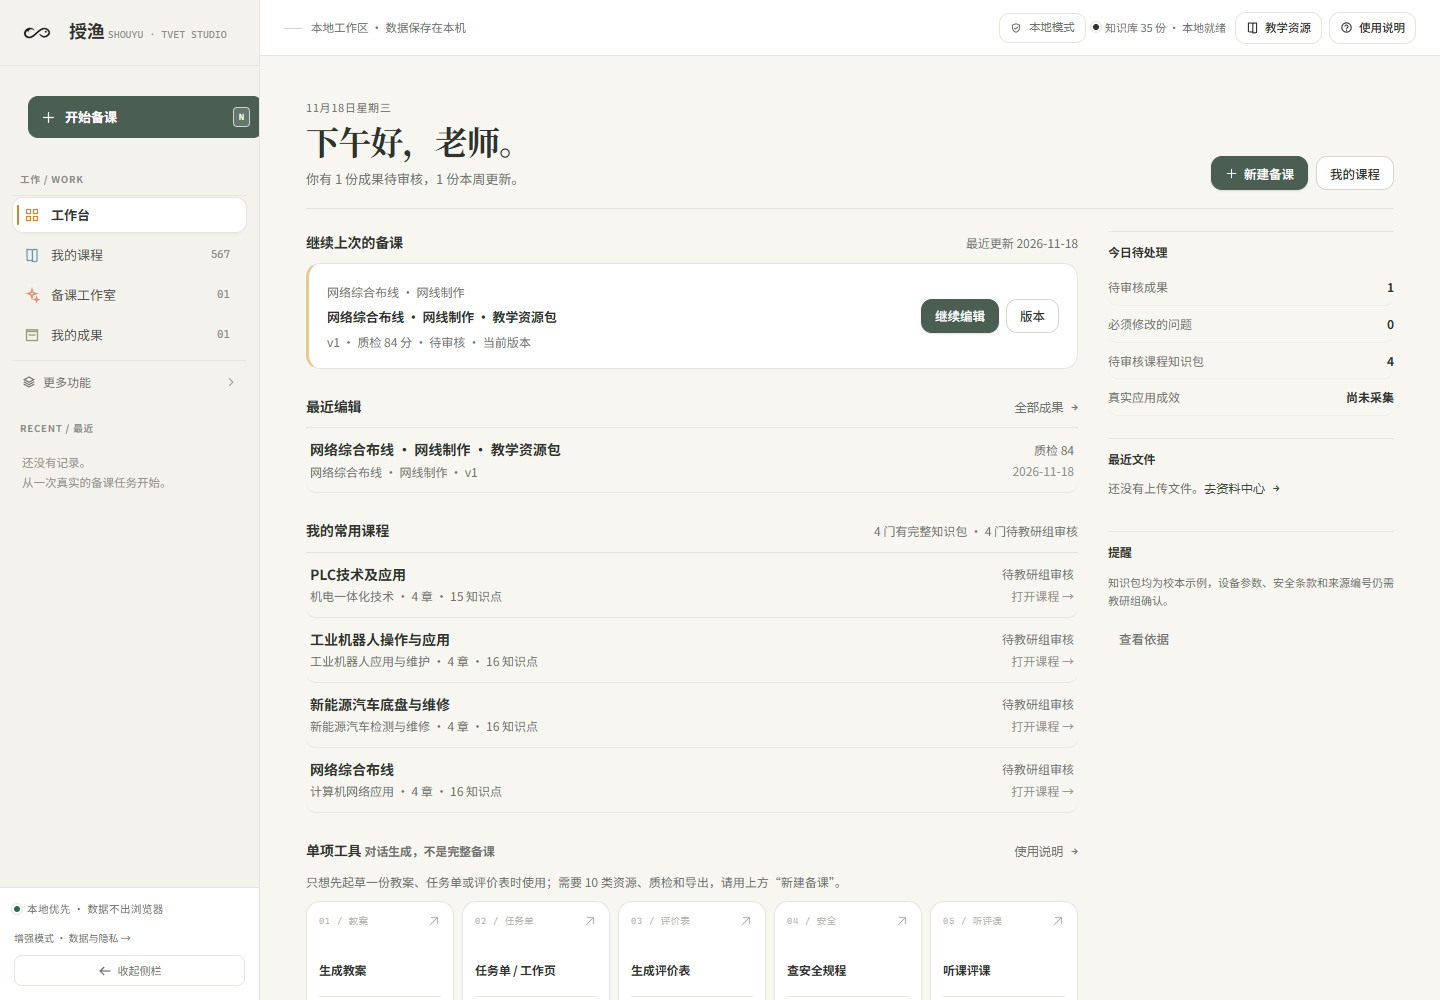 授渔 SHOUYU · TVET STUDIO
开始备课 N
工作 / WORK
工作台
我的课程 567
备课工作室 01
我的成果 01
更多功能
RECENT / 最近
还没有记录。
从一次真实的备课任务开始。
本地优先 · 数据不出浏览器
增强模式 · 数据与隐私 →
← 收起侧栏
本地工作区 · 数据保存在本机
本地模式
知识库 35 份 · 本地就绪
教学资源
使用说明
11月18日星期三
下午好，老师。
你有 1 份成果待审核，1 份本周更新。
+ 新建备课
我的课程
继续上次的备课
最近更新 2026-11-18
网络综合布线 · 网线制作
网络综合布线 · 网线制作 · 教学资源包
v1 · 质检 84 分 · 待审核 · 当前版本
继续编辑
版本
最近编辑
全部成果 →
网络综合布线 · 网线制作 · 教学资源包
质检 84
网络综合布线 · 网线制作 · v1
2026-11-18
我的常用课程
4 门有完整知识包 · 4 门待教研组审核
PLC技术及应用
待教研组审核
机电一体化技术 · 4 章 · 15 知识点
打开课程 →
工业机器人操作与应用
待教研组审核
工业机器人应用与维护 · 4 章 · 16 知识点
打开课程 →
新能源汽车底盘与维修
待教研组审核
新能源汽车检测与维修 · 4 章 · 16 知识点
打开课程 →
网络综合布线
待教研组审核
计算机网络应用 · 4 章 · 16 知识点
打开课程 →
单项工具 对话生成，不是完整备课
使用说明 →
只想先起草一份教案、任务单或评价表时使用；需要 10 类资源、质检和导出，请用上方“新建备课”。
01 / 教案
生成教案
02 / 任务单
任务单 / 工作页
03 / 评价表
生成评价表
04 / 安全
查安全规程
05 / 听评课
听课评课
今日待处理
待审核成果 1
必须修改的问题 0
待审核课程知识包 4
真实应用成效 尚未采集
最近文件
还没有上传文件。去资料中心 →
提醒
知识包均为校本示例，设备参数、安全条款和来源编号仍需
教研组确认。
查看依据